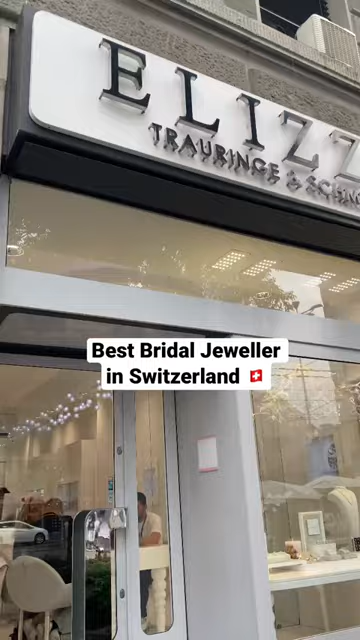 ELIZZ
TRAURINGE &
Best Bridal Jeweller
in Switzerland 🇨🇭